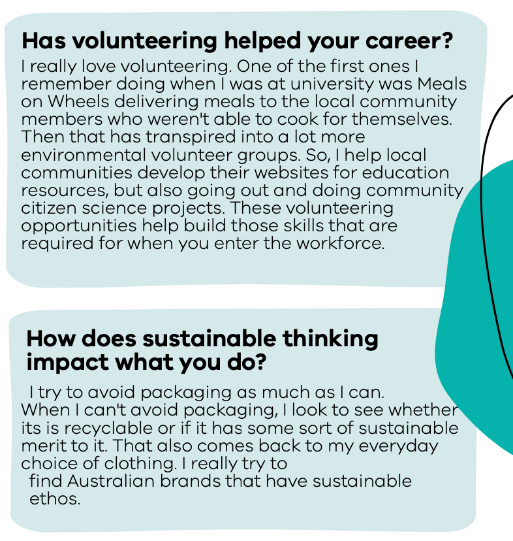 Has volunteering helped your career?
I really love volunteering. One of the first ones I
remember doing when I was at university was Meals
on Wheels delivering meals to the local community
members who weren't able to cook for themselves.
Then that has transpired into a lot more
environmental volunteer groups. So, I help local
communities develop their websites for education
resources, but also going out and doing community
citizen science projects. These volunteering
opportunities help build those skills that are
required for when you enter the workforce.
How does sustainable thinking
impact what you do?
I try to avoid packaging as much as I can.
When I can't avoid packaging, I look to see whether
its is recyclable or if it has some sort of sustainable
merit to it. That also comes back to my everyday
choice of clothing. I really try to
find Australian brands that have sustainable
ethos.